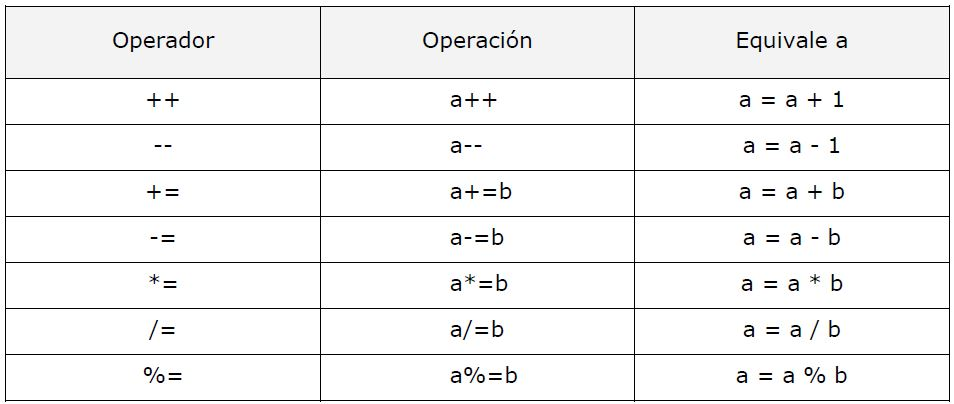 Operador Operación Equivale a
++ a++ a = a + 1
-- a-- a = a - 1
+= a+=b a = a + b
-= a-=b a = a - b
*= a*=b a = a * b
/= a/=b a = a / b
%= a%=b a = a % b